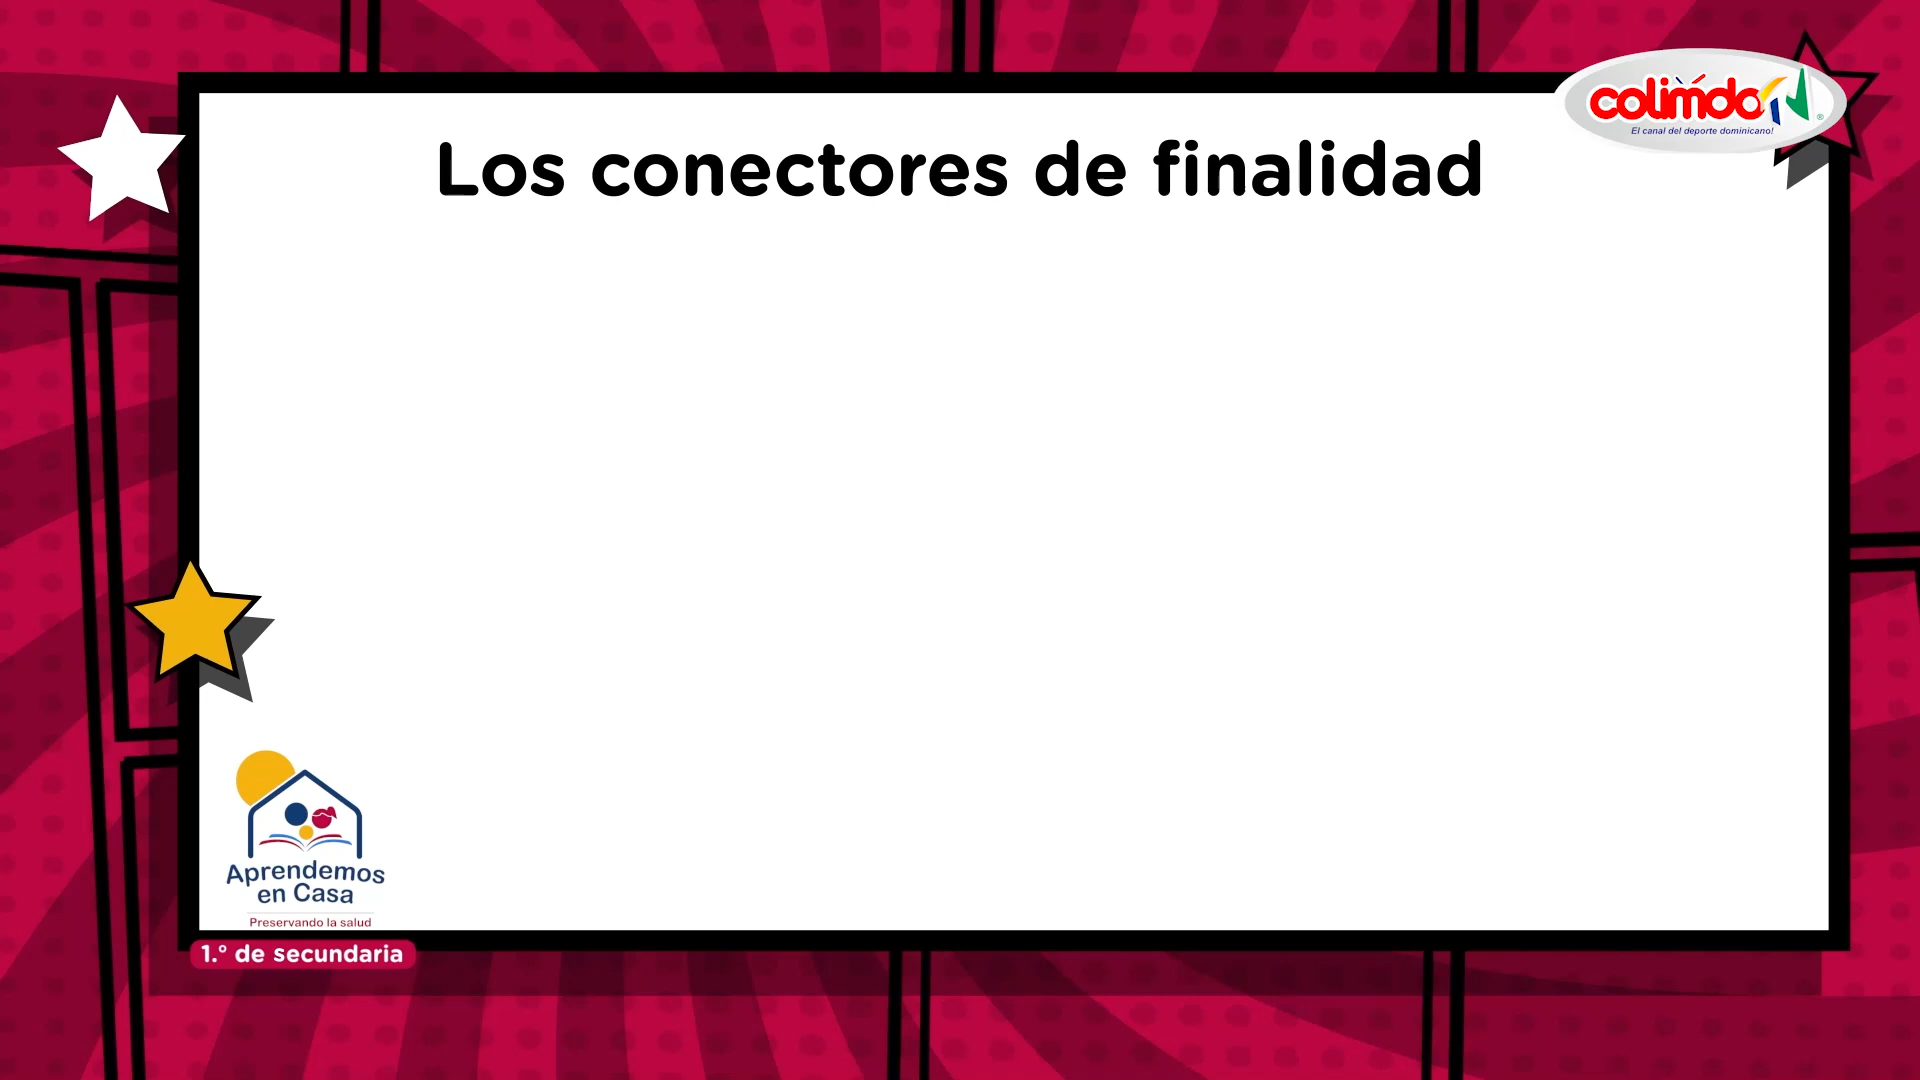 colimdo
El canal del deporte dominicano!
Los conectores de finalidad
Aprendemos
en Casa
Preservando la salud
1.° de secundaria